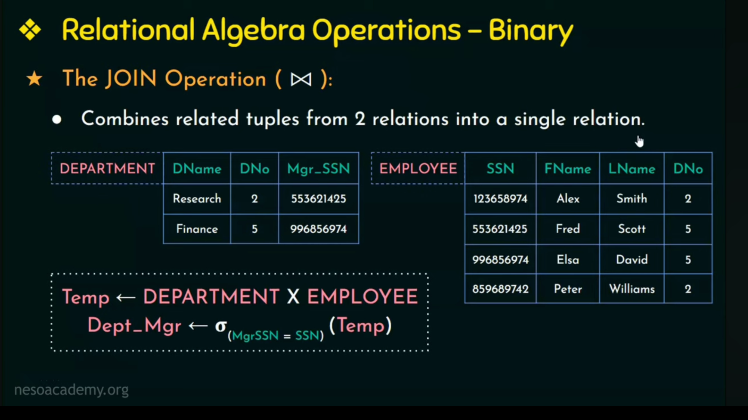 ❖ Relational Algebra Operations – Binary
★ The JOIN Operation ( ⋈ ):
● Combines related tuples from 2 relations into a single relation.
DEPARTMENT DName DNo Mgr_SSN
Research 2 553621425
Finance 5 996856974
EMPLOYEE SSN FName LName DNo
123658974 Alex Smith 2
553621425 Fred Scott 5
996856974 Elsa David 5
859689742 Peter Williams 2
Temp ← DEPARTMENT X EMPLOYEE
Dept_Mgr ← σ (MgrSSN = SSN) (Temp)
nesoacademy.org